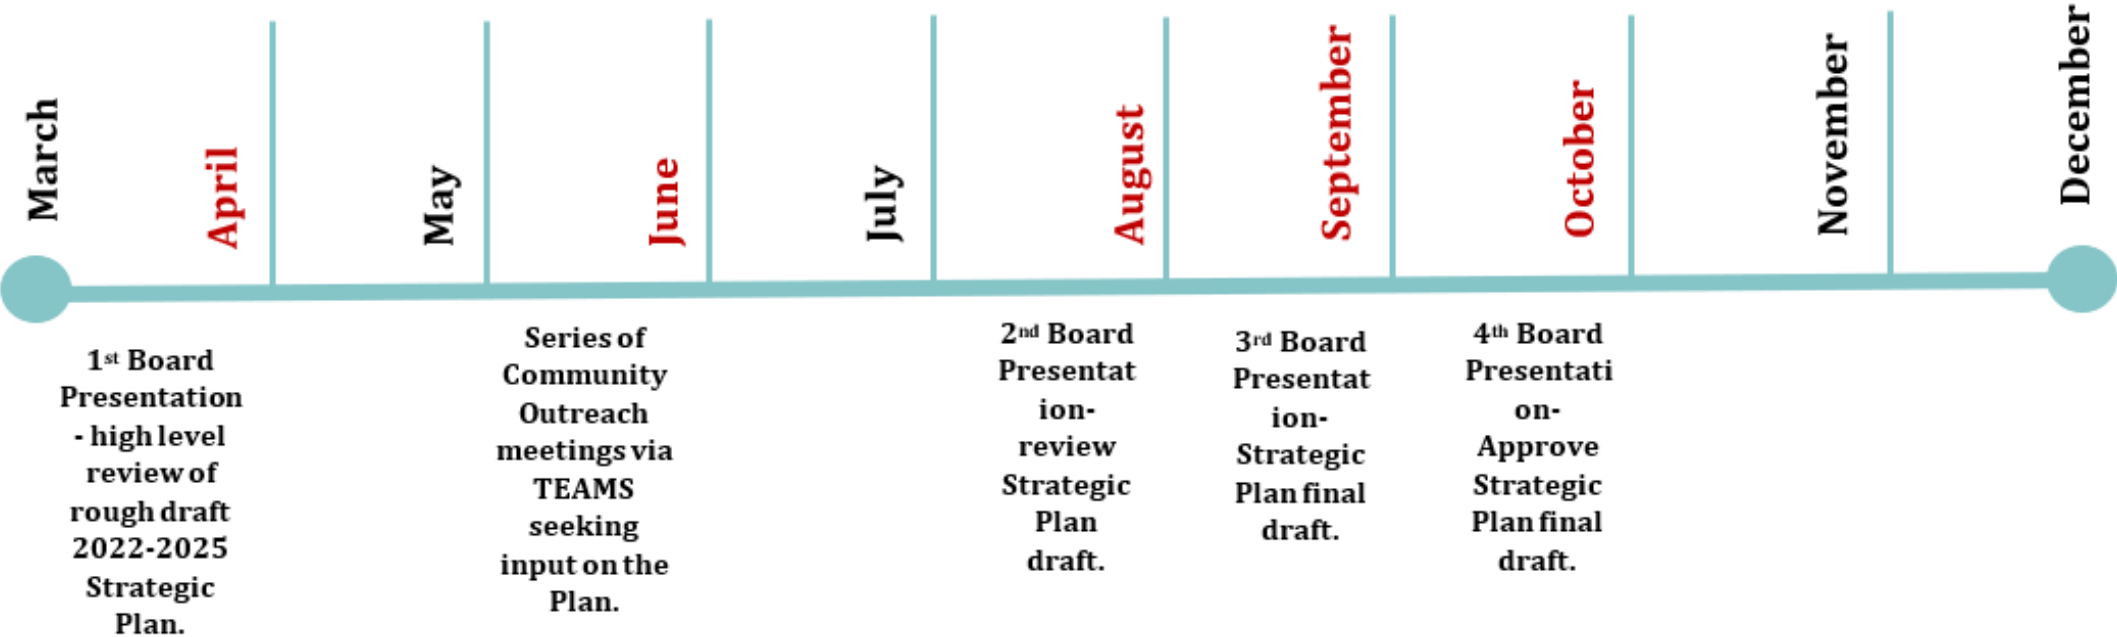 March
April
May
June
July
August
September
October
November
December
1st Board
Presentation
- high level
review of
rough draft
2022-2025
Strategic
Plan.
Series of
Community
Outreach
meetings via
TEAMS
seeking
input on the
Plan.
2nd Board
Presentat
ion-
review
Strategic
Plan
draft.
3rd Board
Presentat
ion-
Strategic
Plan final
draft.
4th Board
Presentati
on-
Approve
Strategic
Plan final
draft.